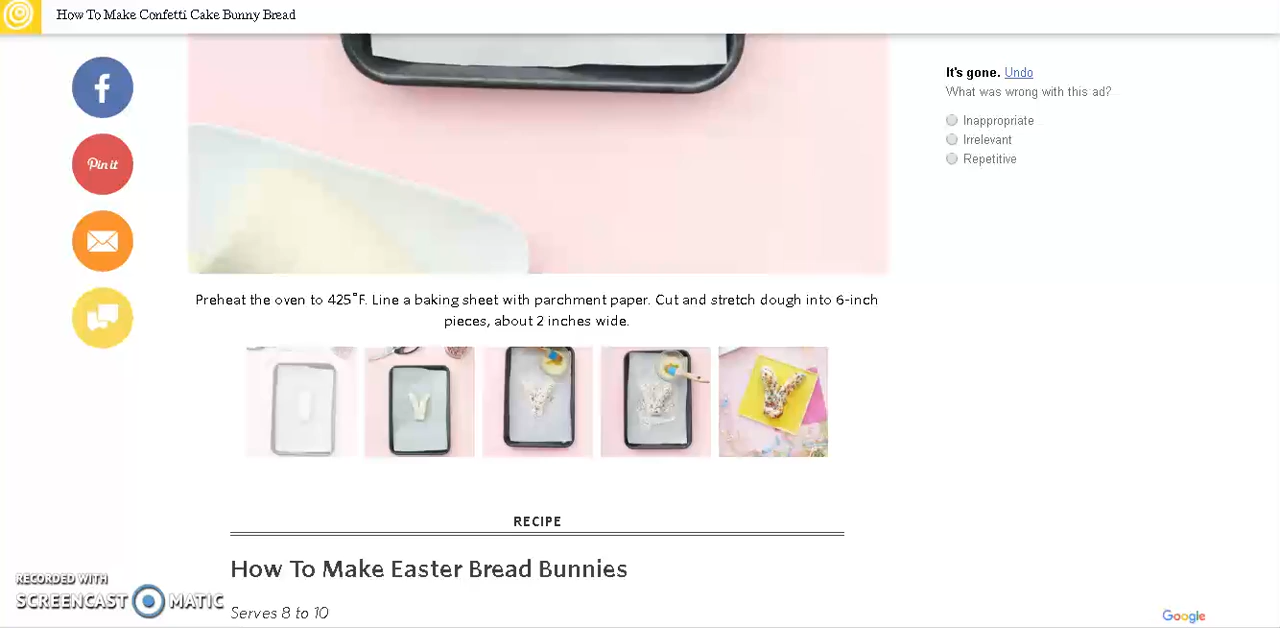 How To Make Confetti Cake Bunny Bread
It's gone. Undo
What was wrong with this ad?
Inappropriate
Irrelevant
Repetitive
f
Pin it
Preheat the oven to 425°F. Line a baking sheet with parchment paper. Cut and stretch dough into 6-inch
pieces, about 2 inches wide.
RECIPE
How To Make Easter Bread Bunnies
Serves 8 to 10
RECORDED WITH
SCREENCAST MATIC
Google